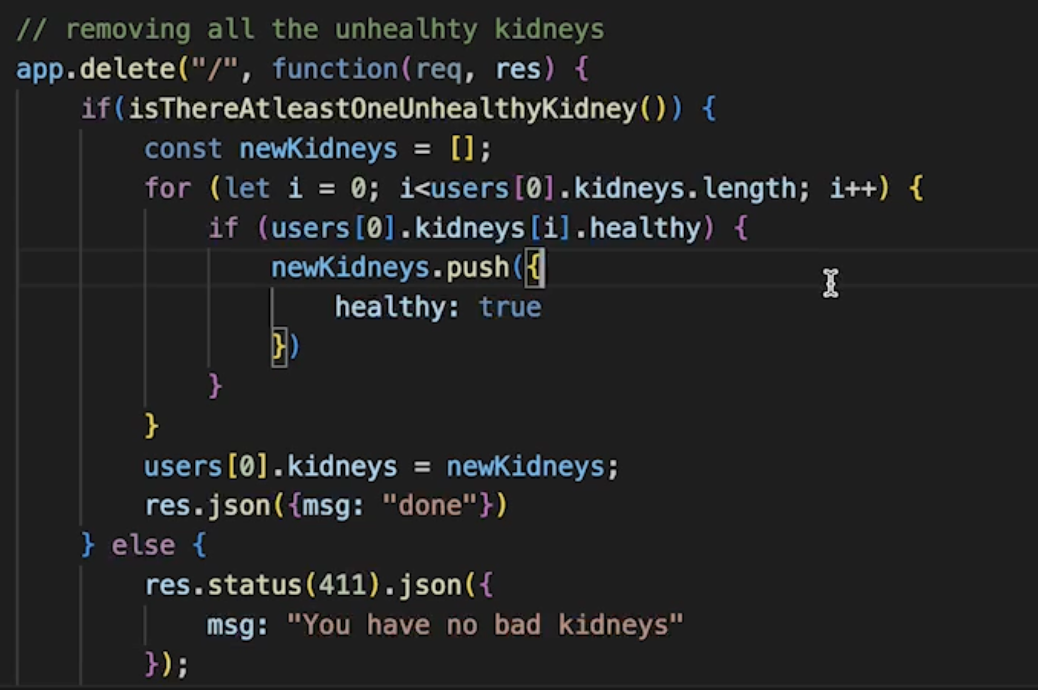 // removing all the unhealhty kidneys
app.delete("/", function(req, res) {
    if(isThereAtleastOneUnhealthyKidney()) {
        const newKidneys = [];
        for (let i = 0; i<users[0].kidneys.length; i++) {
            if (users[0].kidneys[i].healthy) {
                newKidneys.push({
                    healthy: true
                })
            }
        }
        users[0].kidneys = newKidneys;
        res.json({msg: "done"})
    } else {
        res.status(411).json({
            msg: "You have no bad kidneys"
        });